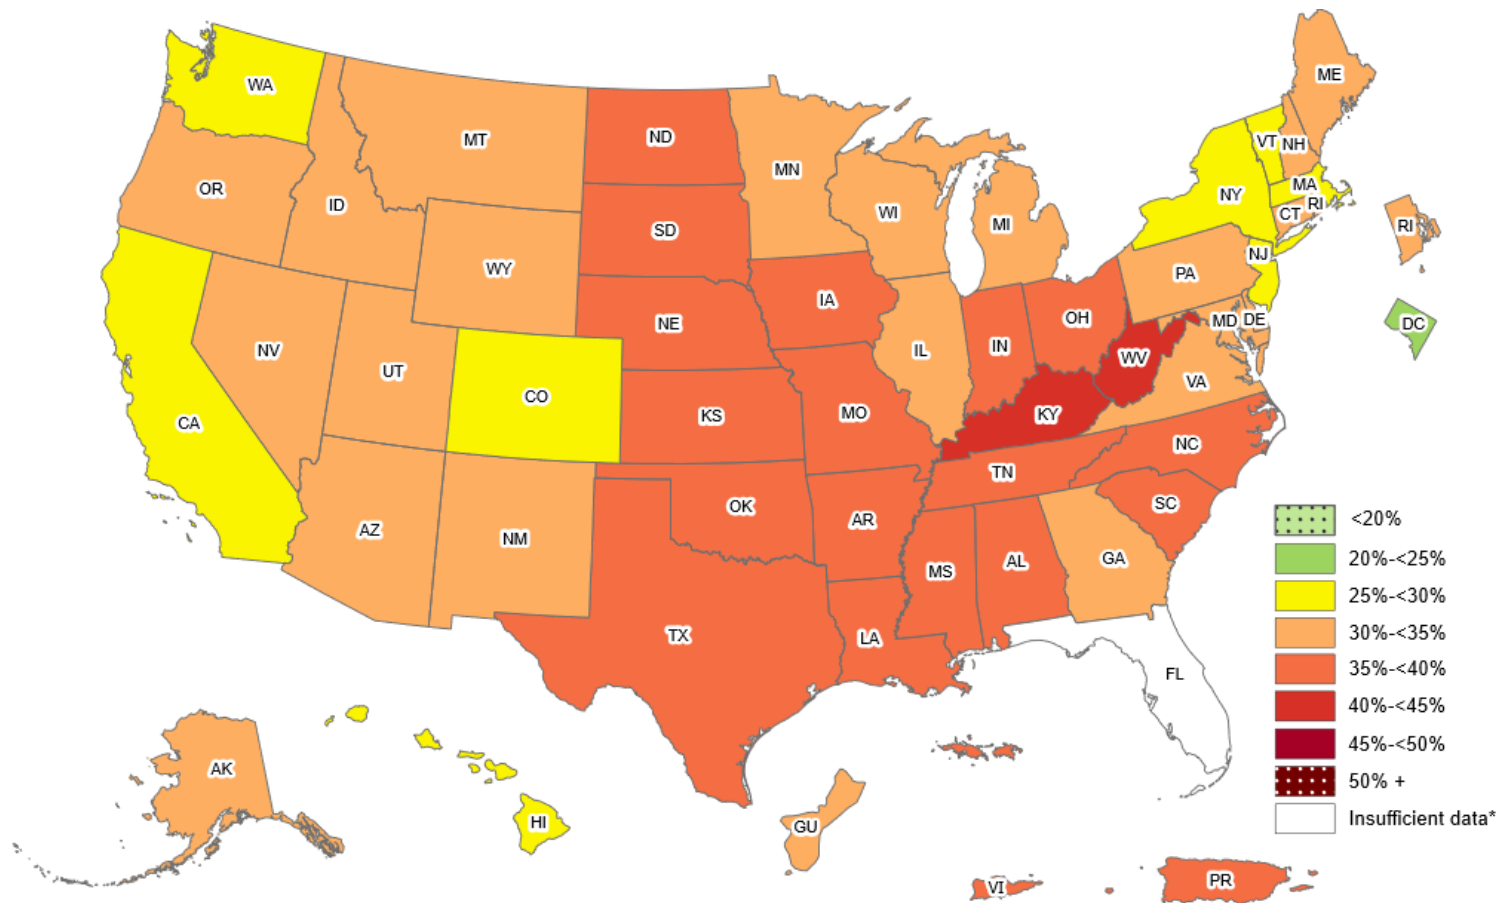 ME
WA
MT
ND
MN
VT
NH
OR
ID
SD
WI
MI
NY
MA
RI
CT
RI
WY
NJ
PA
IA
NE
OH
MD
DE
DC
NV
UT
IL
IN
WV
VA
CO
CA
KS
MO
KY
NC
TN
SC
AZ
NM
OK
AR
MS
AL
GA
TX
LA
FL
AK
HI
GU
VI
PR
<20%
20%-<25%
25%-<30%
30%-<35%
35%-<40%
40%-<45%
45%-<50%
50% +
Insufficient data*